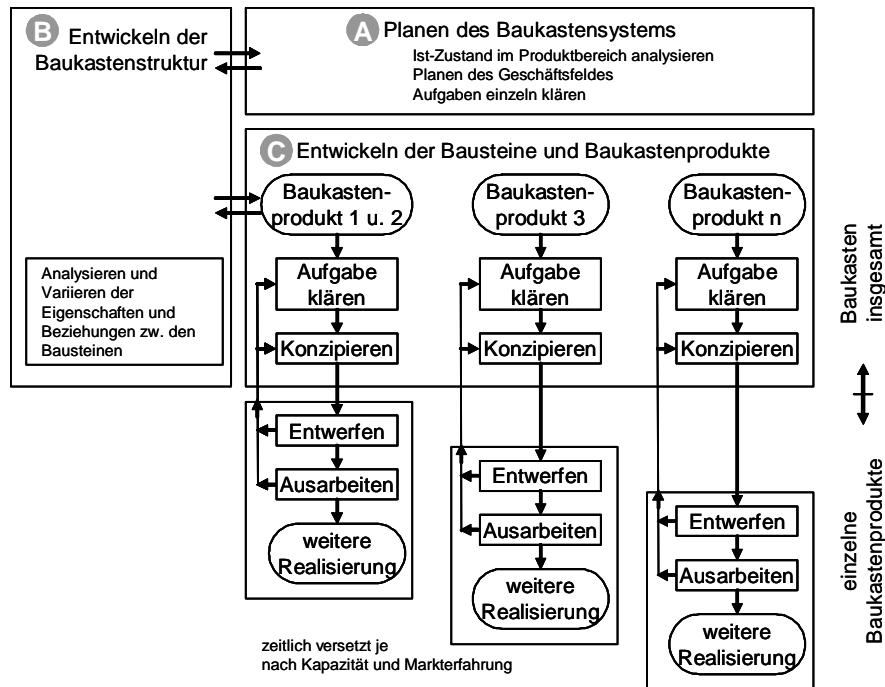 B Entwickeln der
Baukastenstruktur
A Planen des Baukastensystems
Ist-Zustand im Produktbereich analysieren
Planen des Geschäftsfeldes
Aufgaben einzeln klären
C Entwickeln der Bausteine und Baukastenprodukte
Baukasten-
produkt 1 u. 2
Baukasten-
produkt 3
Baukasten-
produkt n
Analysieren und
Variieren der
Eigenschaften und
Beziehungen zw. den
Bausteinen
Aufgabe
klären
Aufgabe
klären
Aufgabe
klären
Konzipieren
Konzipieren
Konzipieren
Entwerfen
Ausarbeiten
weitere
Realisierung
Entwerfen
Ausarbeiten
weitere
Realisierung
Entwerfen
Ausarbeiten
weitere
Realisierung
zeitlich versetzt je
nach Kapazität und Markterfahrung
Baukasten
insgesamt
einzelne
Baukastenprodukte